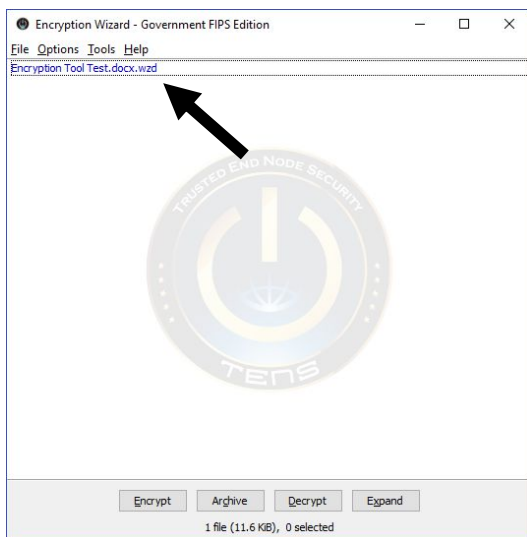 Encryption Wizard - Government FIPS Edition
File Options Tools Help
Encryption Tool Test.docx.wzd
TRUSTED END NODE SECURITY
TENS
Encrypt Archive Decrypt Expand
1 file (11.6 KiB), 0 selected